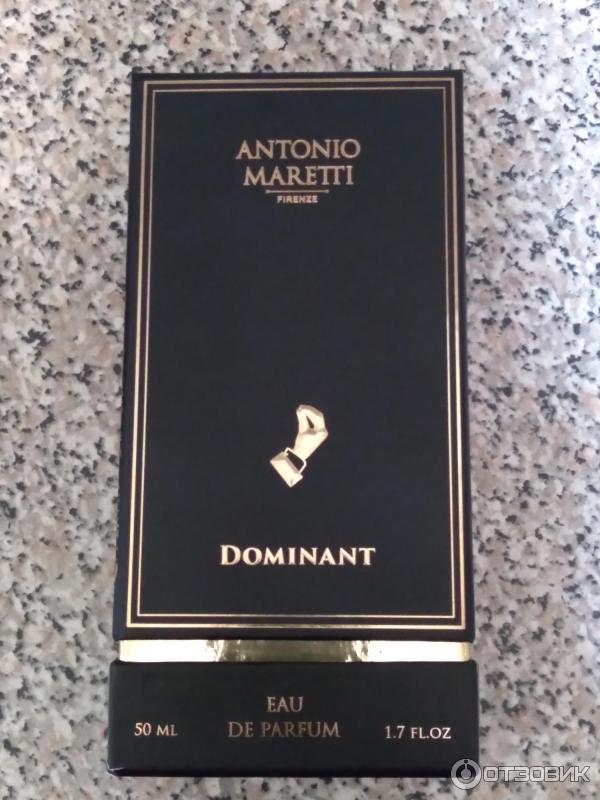 ANTONIO
MARETTI
FIRENZE
DOMINANT
EAU
50 ML DE PARFUM 1.7 FL.OZ
ОТЗОВИК